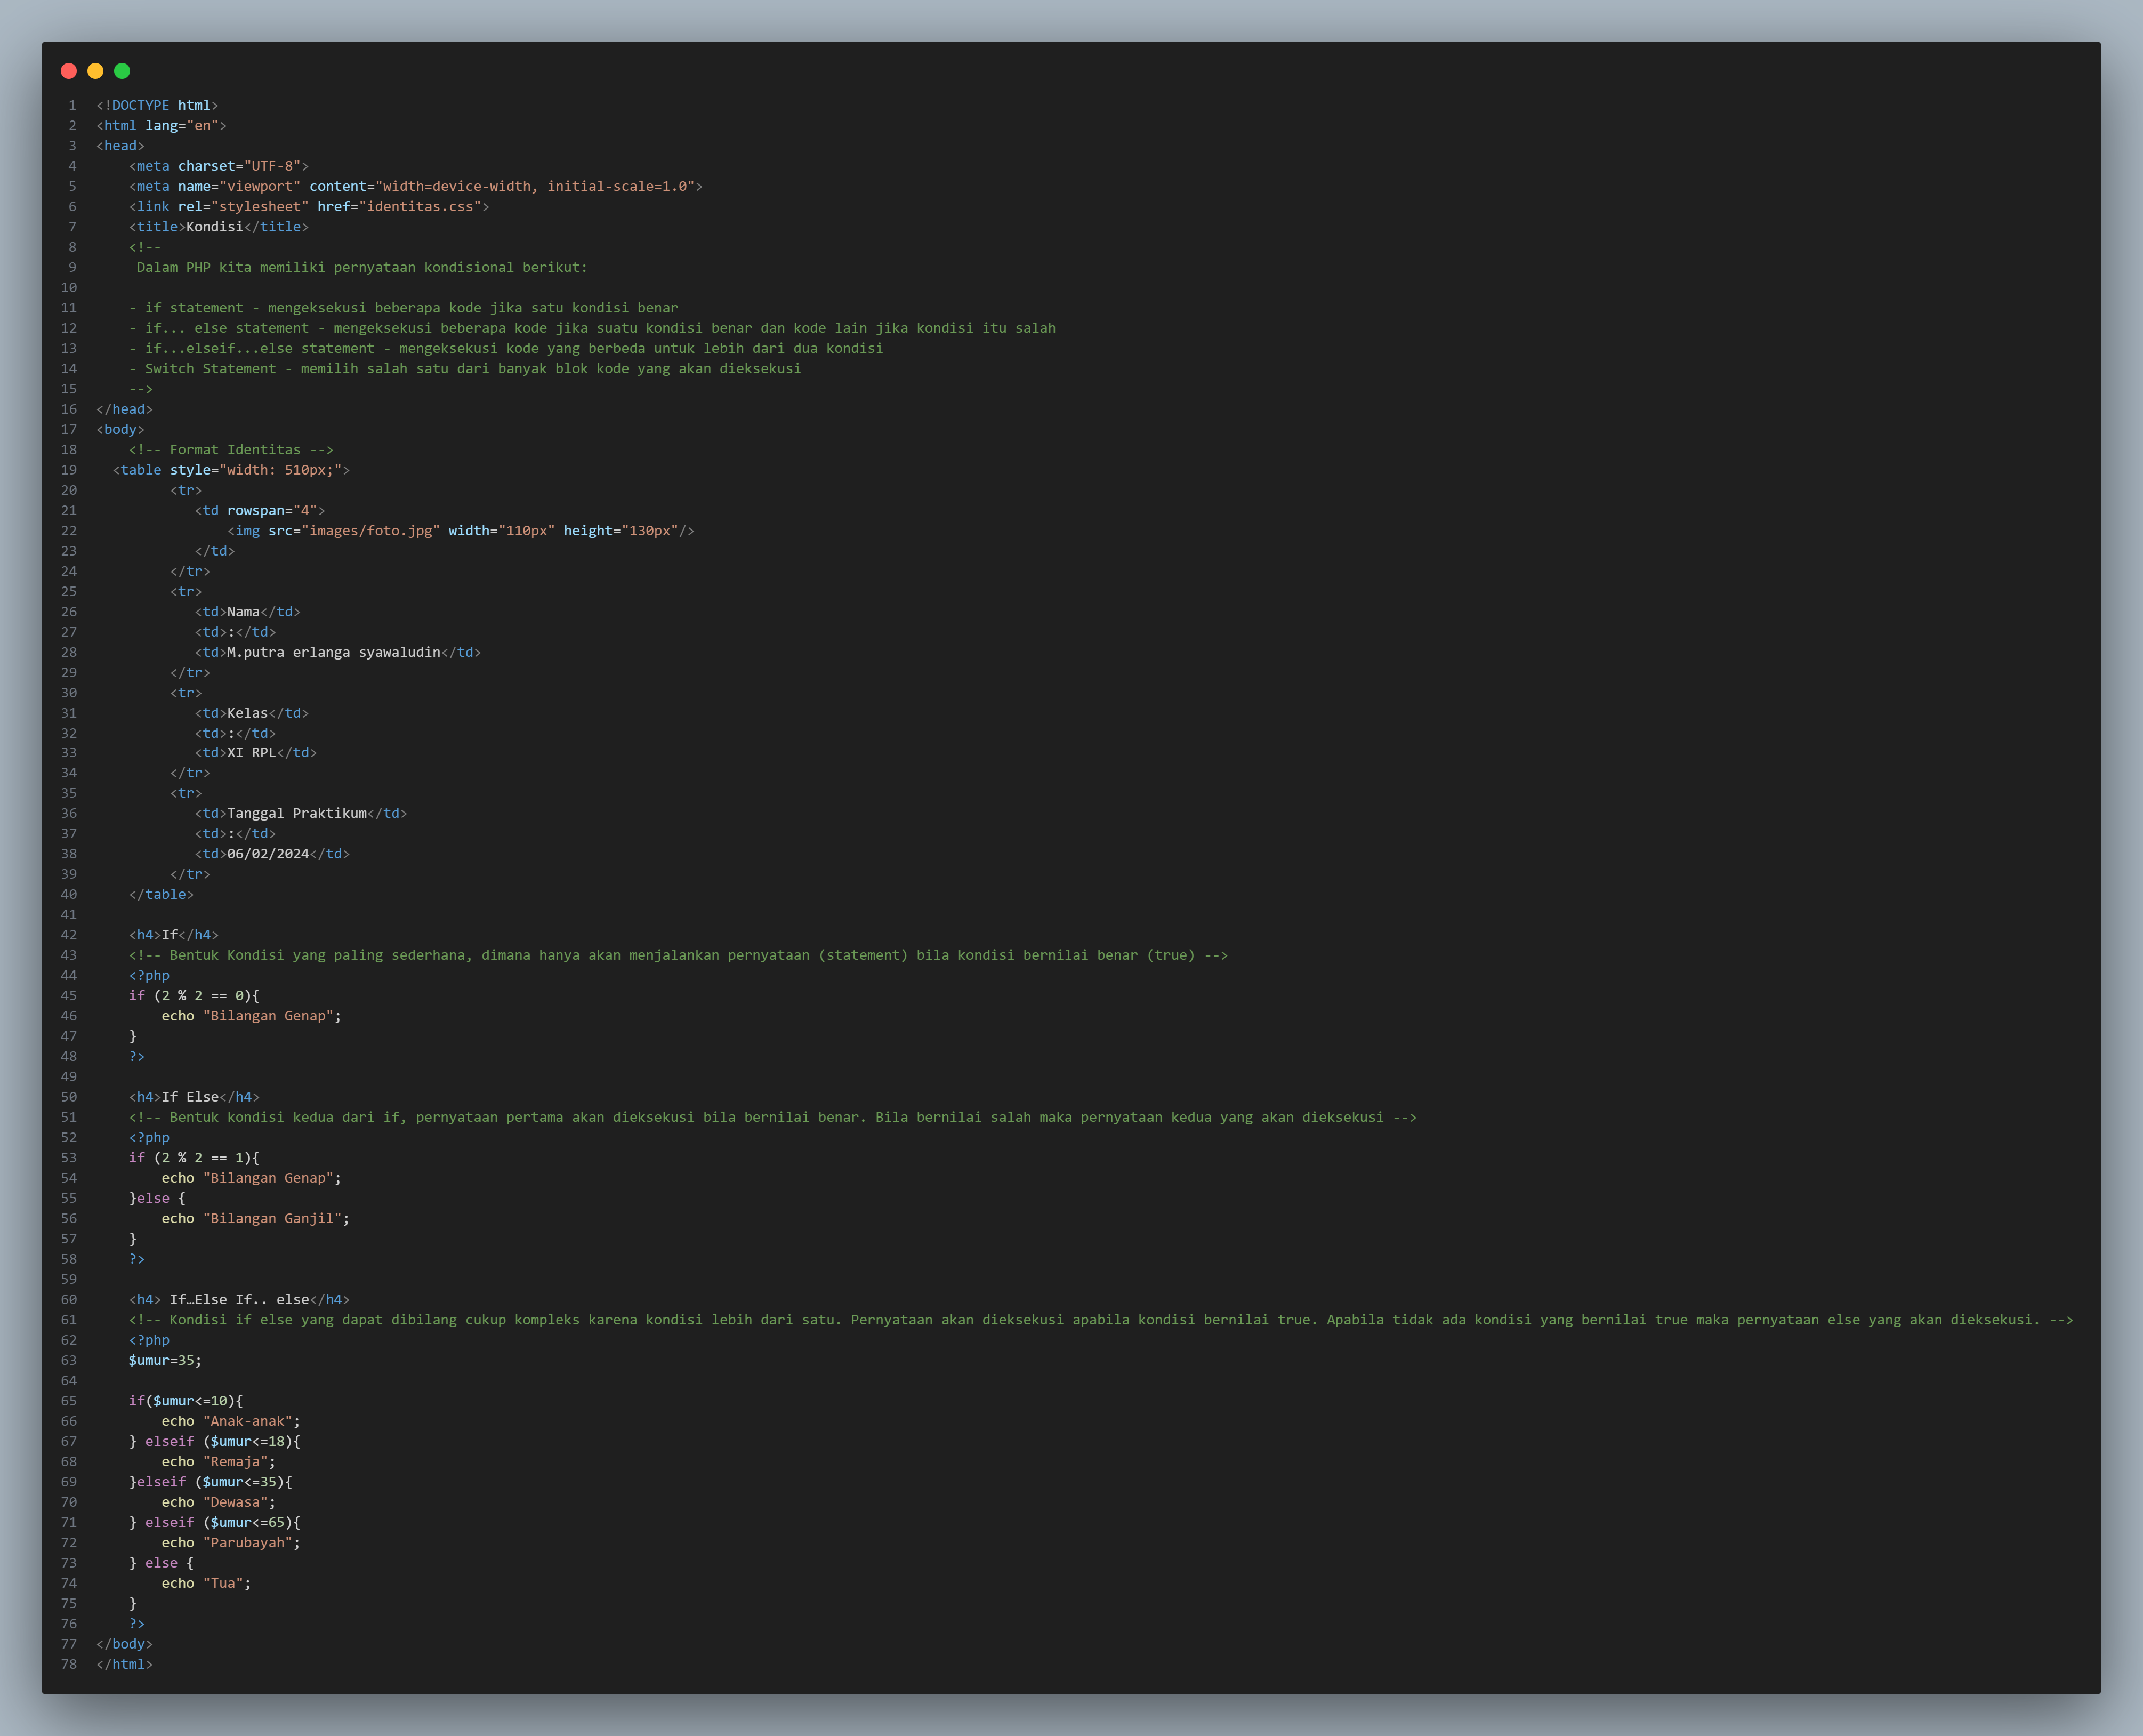 1 <!DOCTYPE html>
2 <html lang="en">
3 <head>
4     <meta charset="UTF-8">
5     <meta name="viewport" content="width=device-width, initial-scale=1.0">
6     <link rel="stylesheet" href="identitas.css">
7     <title>Kondisi</title>
8     <!--
9      Dalam PHP kita memiliki pernyataan kondisional berikut:
10
11     - if statement - mengeksekusi beberapa kode jika satu kondisi benar
12     - if... else statement - mengeksekusi beberapa kode jika suatu kondisi benar dan kode lain jika kondisi itu salah
13     - if...elseif...else statement - mengeksekusi kode yang berbeda untuk lebih dari dua kondisi
14     - Switch Statement - memilih salah satu dari banyak blok kode yang akan dieksekusi
15     -->
16 </head>
17 <body>
18     <!-- Format Identitas -->
19   <table style="width: 510px;">
20          <tr>
21             <td rowspan="4">
22                 <img src="images/foto.jpg" width="110px" height="130px"/>
23             </td>
24          </tr>
25          <tr>
26             <td>Nama</td>
27             <td>:</td>
28             <td>M.putra erlanga syawaludin</td>
29          </tr>
30          <tr>
31             <td>Kelas</td>
32             <td>:</td>
33             <td>XI RPL</td>
34          </tr>
35          <tr>
36             <td>Tanggal Praktikum</td>
37             <td>:</td>
38             <td>06/02/2024</td>
39          </tr>
40     </table>
41
42     <h4>If</h4>
43     <!-- Bentuk Kondisi yang paling sederhana, dimana hanya akan menjalankan pernyataan (statement) bila kondisi bernilai benar (true) -->
44     <?php
45     if (2 % 2 == 0){
46         echo "Bilangan Genap";
47     }
48     ?>
49
50     <h4>If Else</h4>
51     <!-- Bentuk kondisi kedua dari if, pernyataan pertama akan dieksekusi bila bernilai benar. Bila bernilai salah maka pernyataan kedua yang akan dieksekusi -->
52     <?php
53     if (2 % 2 == 1){
54         echo "Bilangan Genap";
55     }else {
56         echo "Bilangan Ganjil";
57     }
58     ?>
59
60     <h4> If…Else If.. else</h4>
61     <!-- Kondisi if else yang dapat dibilang cukup kompleks karena kondisi lebih dari satu. Pernyataan akan dieksekusi apabila kondisi bernilai true. Apabila tidak ada kondisi yang bernilai true maka pernyataan else yang akan dieksekusi. -->
62     <?php
63     $umur=35;
64
65     if($umur<=10){
66         echo "Anak-anak";
67     } elseif ($umur<=18){
68         echo "Remaja";
69     }elseif ($umur<=35){
70         echo "Dewasa";
71     } elseif ($umur<=65){
72         echo "Parubayah";
73     } else {
74         echo "Tua";
75     }
76     ?>
77 </body>
78 </html>